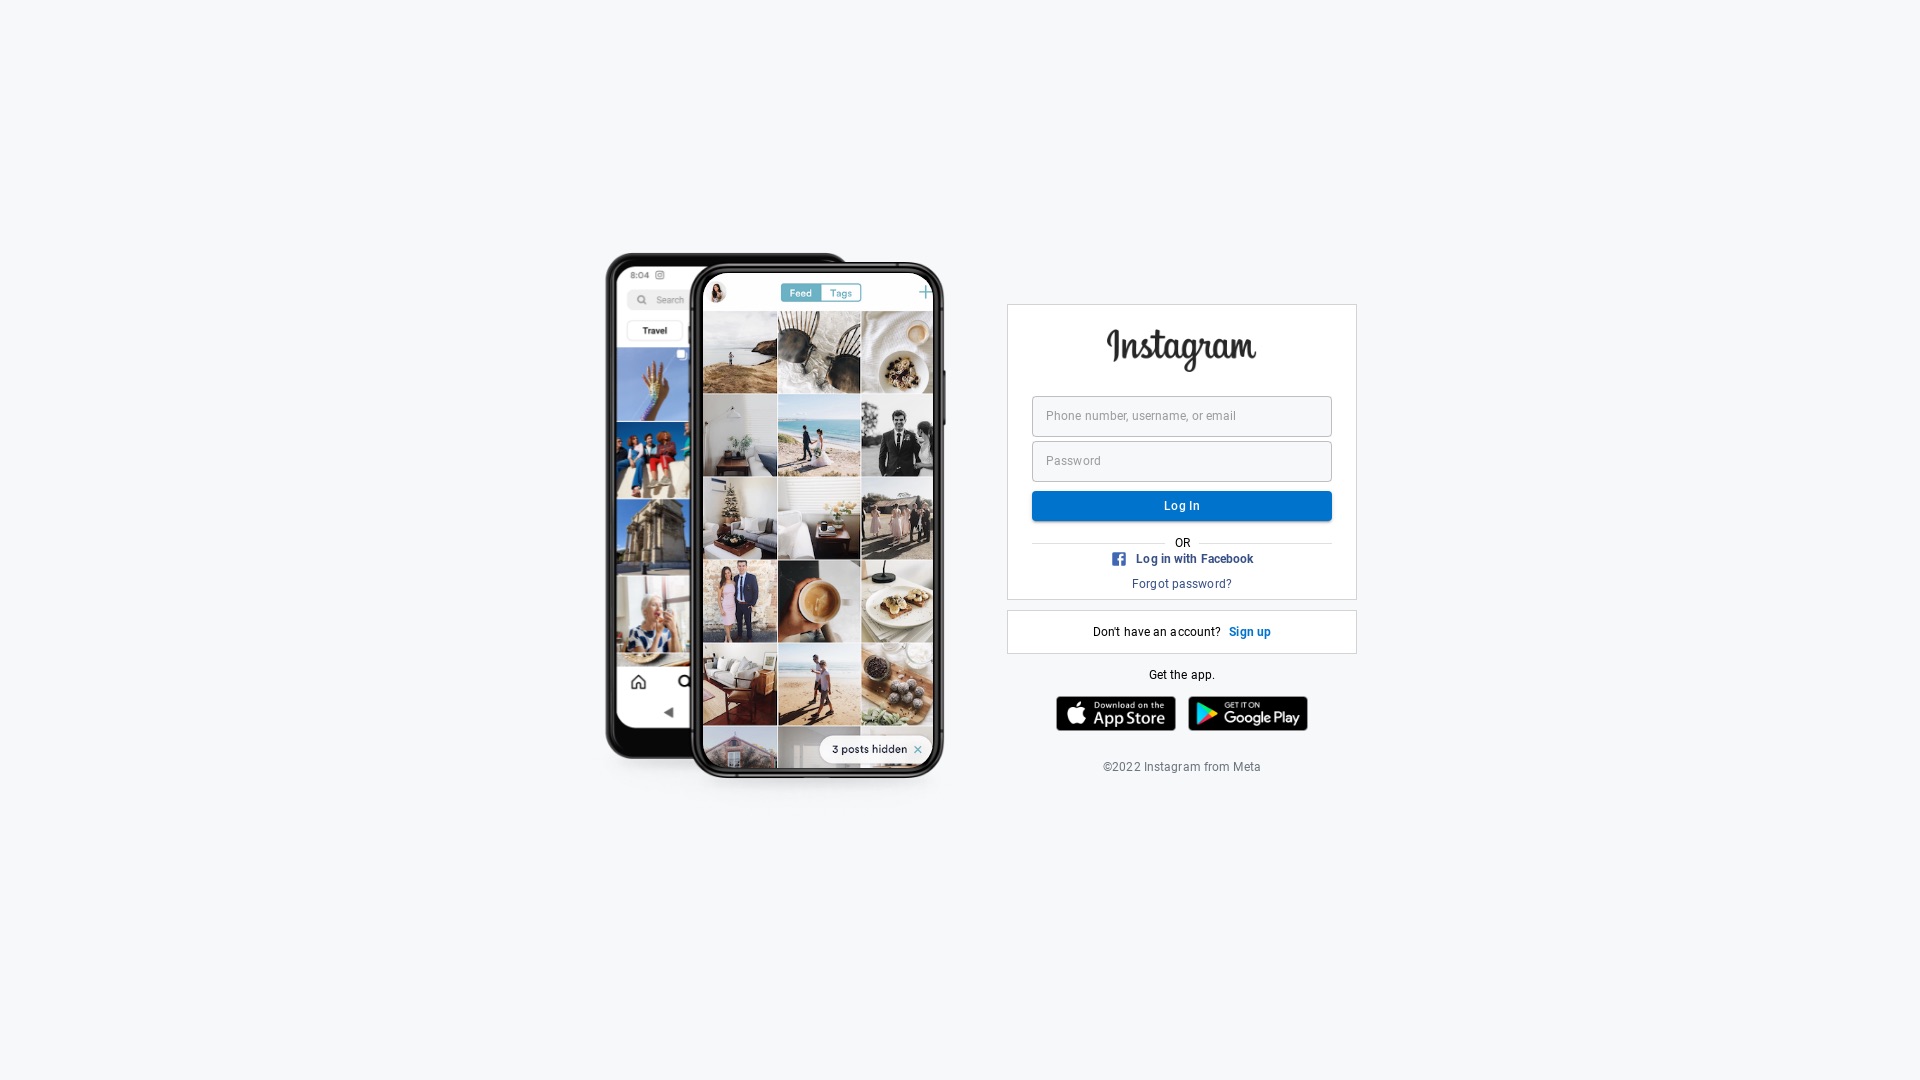 8:04
Search
Travel
Feed
Tags
3 posts hidden
Instagram
Phone number, username, or email
Password
Log In
OR
Log in with Facebook
Forgot password?
Don't have an account? Sign up
Get the app.
Download on the
App Store
GET IT ON
Google Play
©2022 Instagram from Meta